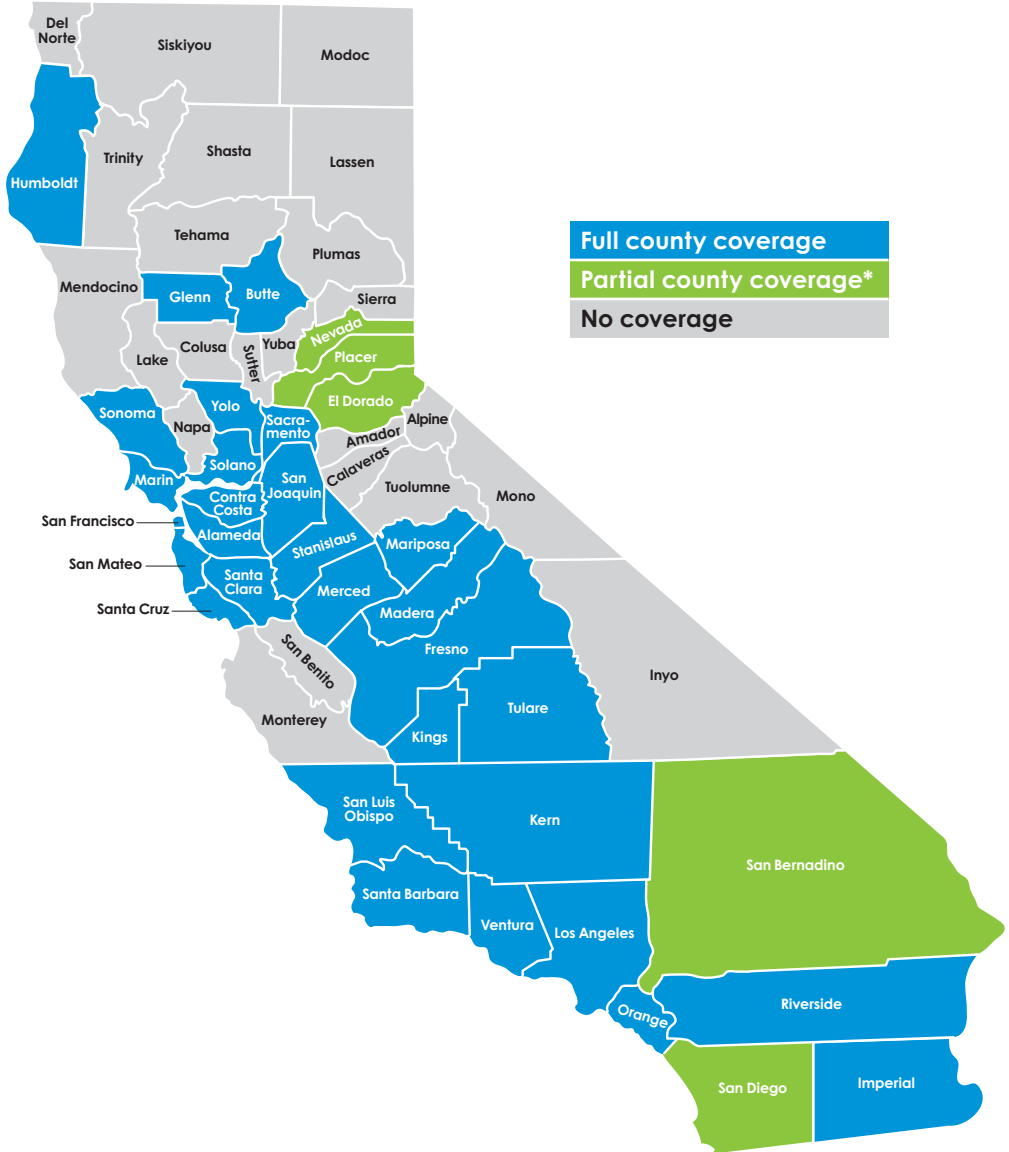 Del
Norte
Siskiyou
Modoc
Trinity
Shasta
Lassen
Humboldt
Tehama
Plumas
Full county coverage
Partial county coverage*
No coverage
Mendocino
Glenn
Butte
Sierra
Nevada
Lake
Colusa
Sutter
Yuba
Placer
El Dorado
Sonoma
Yolo
Napa
Sacra-
mento
Alpine
Amador
Solano
Calaveras
Marin
San
Joaquin
Tuolumne
Mono
Contra
Costa
San Francisco
Alameda
Stanislaus
Mariposa
San Mateo
Santa
Clara
Merced
Santa Cruz
Madera
San Benito
Fresno
Inyo
Monterey
Kings
Tulare
San Luis
Obispo
Kern
San Bernadino
Santa Barbara
Ventura
Los Angeles
Orange
Riverside
San Diego
Imperial